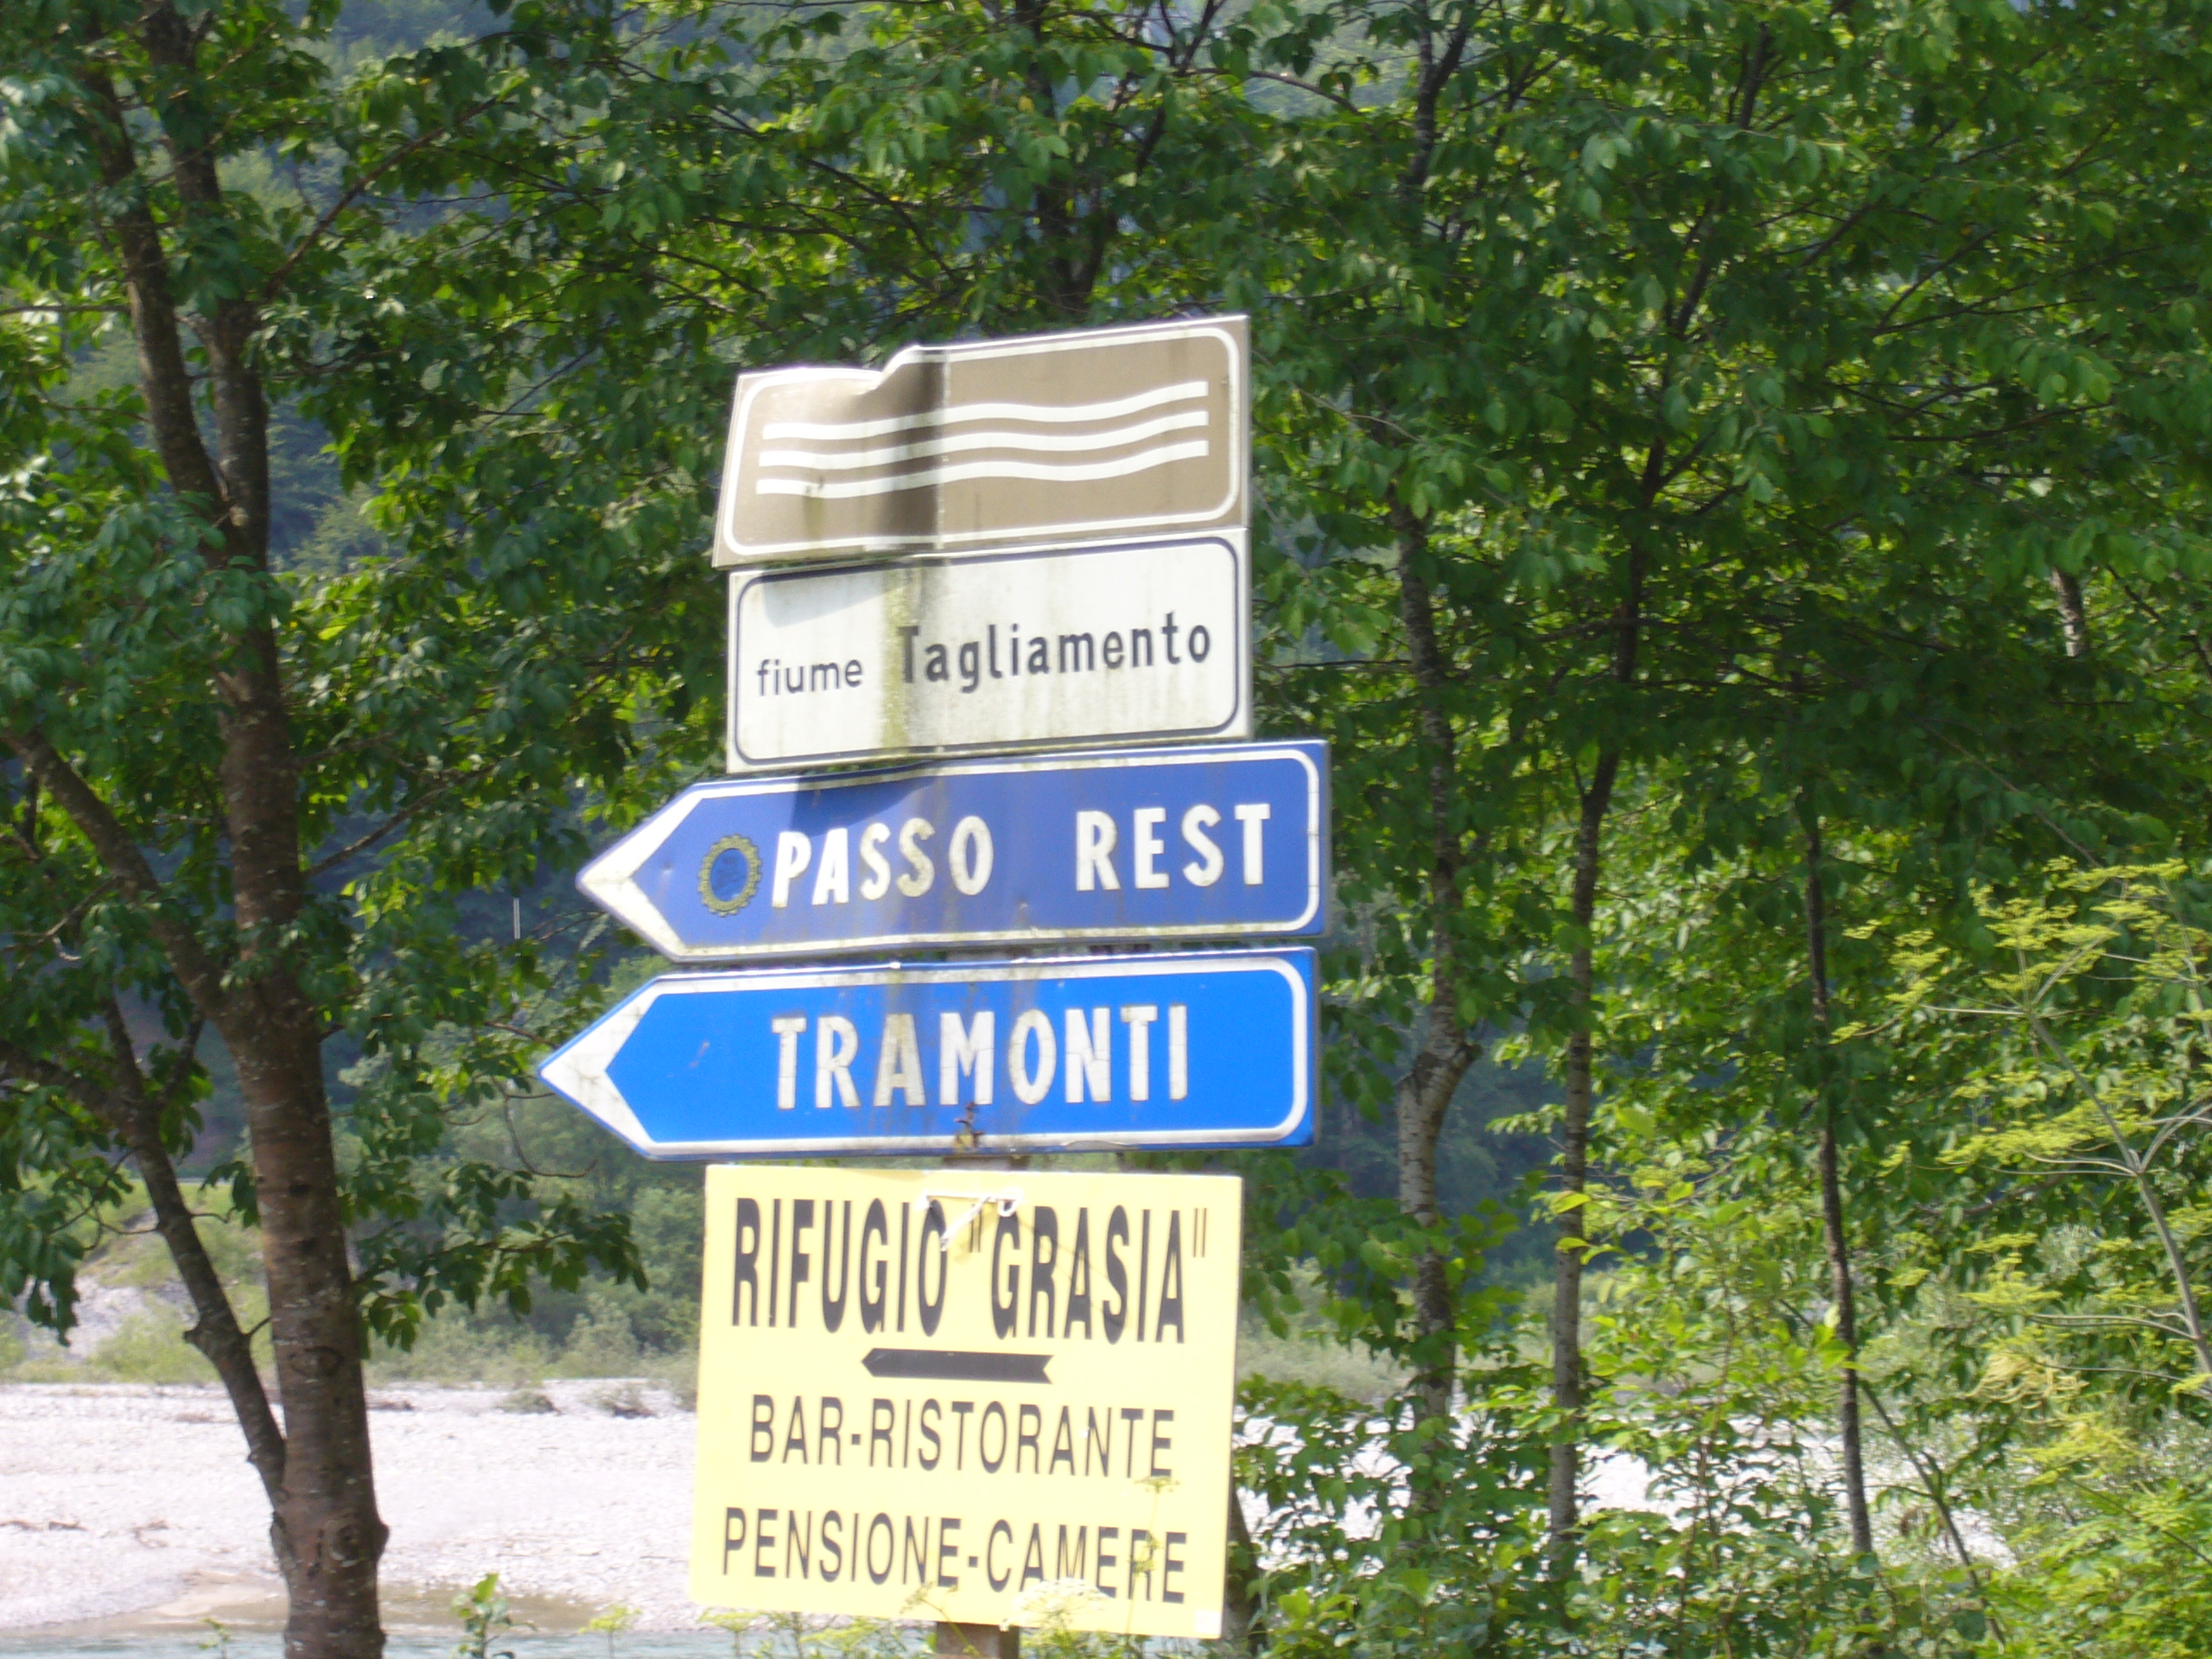 fiume Tagliamento
PASSO REST
TRAMONTI
RIFUGIO "GRASIA"
BAR-RISTORANTE
PENSIONE-CAMERE